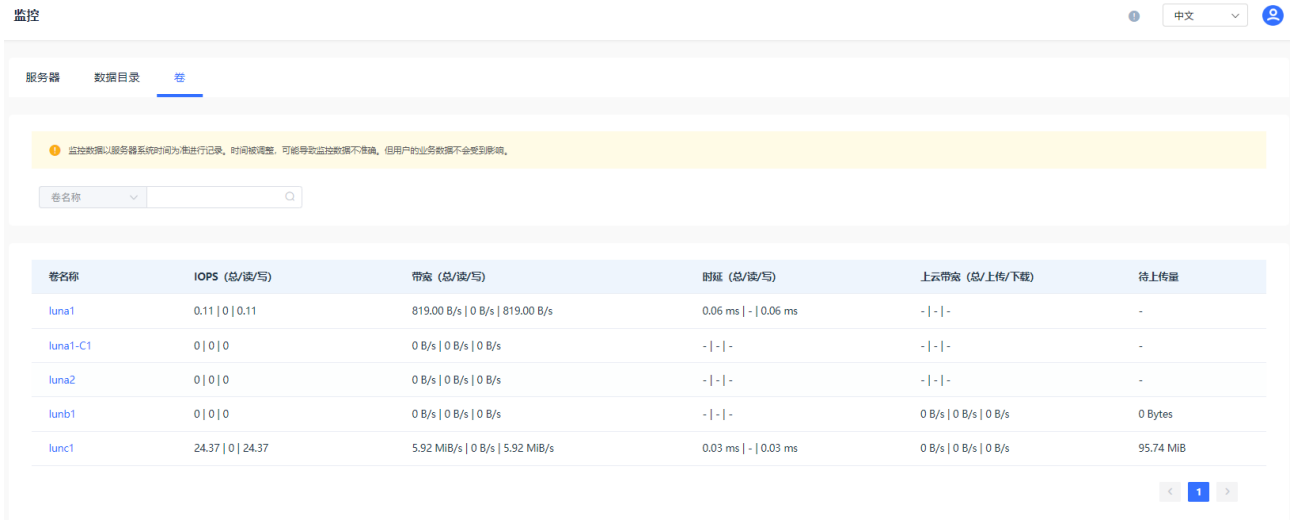 监控
中文
服务器 数据目录 卷
监控数据以服务器系统时间为准进行记录。时间被调整，可能导致监控数据不准确。但用户的业务数据不会受到影响。
卷名称
卷名称 IOPS（总/读/写） 带宽（总/读/写） 时延（总/读/写） 上云带宽（总/上传/下载） 待上传量
luna1 0.11 | 0 | 0.11 819.00 B/s | 0 B/s | 819.00 B/s 0.06 ms | - | 0.06 ms - | - | - -
luna1-C1 0 | 0 | 0 0 B/s | 0 B/s | 0 B/s - | - | - - | - | - -
luna2 0 | 0 | 0 0 B/s | 0 B/s | 0 B/s - | - | - - | - | - -
lunb1 0 | 0 | 0 0 B/s | 0 B/s | 0 B/s - | - | - 0 B/s | 0 B/s | 0 B/s 0 Bytes
lunc1 24.37 | 0 | 24.37 5.92 MiB/s | 0 B/s | 5.92 MiB/s 0.03 ms | - | 0.03 ms 0 B/s | 0 B/s | 0 B/s 95.74 MiB
< 1 >